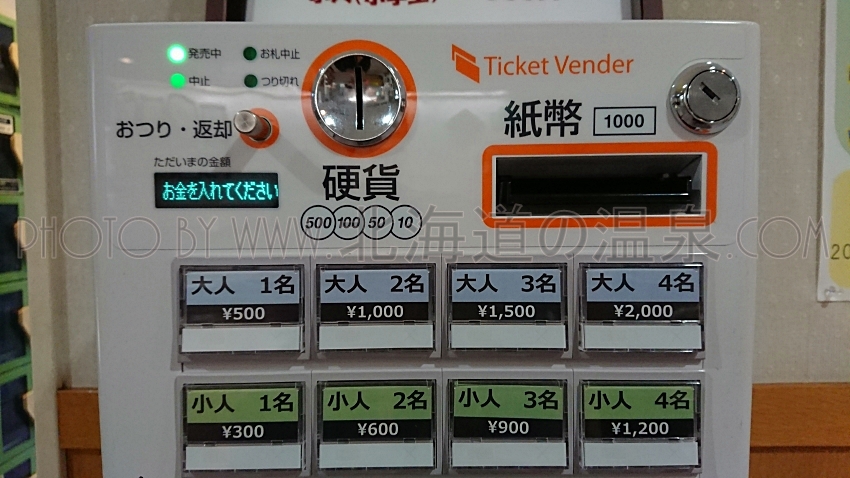 発売中 お札中止
中止 つり切れ
Ticket Vender
おつり・返却
紙幣 1000
ただいまの金額
お金を入れてください
硬貨
500 100 50 10
PHOTO BY WWW.北海道の温泉.COM
大人 1名 大人 2名 大人 3名 大人 4名
¥500 ¥1,000 ¥1,500 ¥2,000
小人 1名 小人 2名 小人 3名 小人 4名
¥300 ¥600 ¥900 ¥1,200